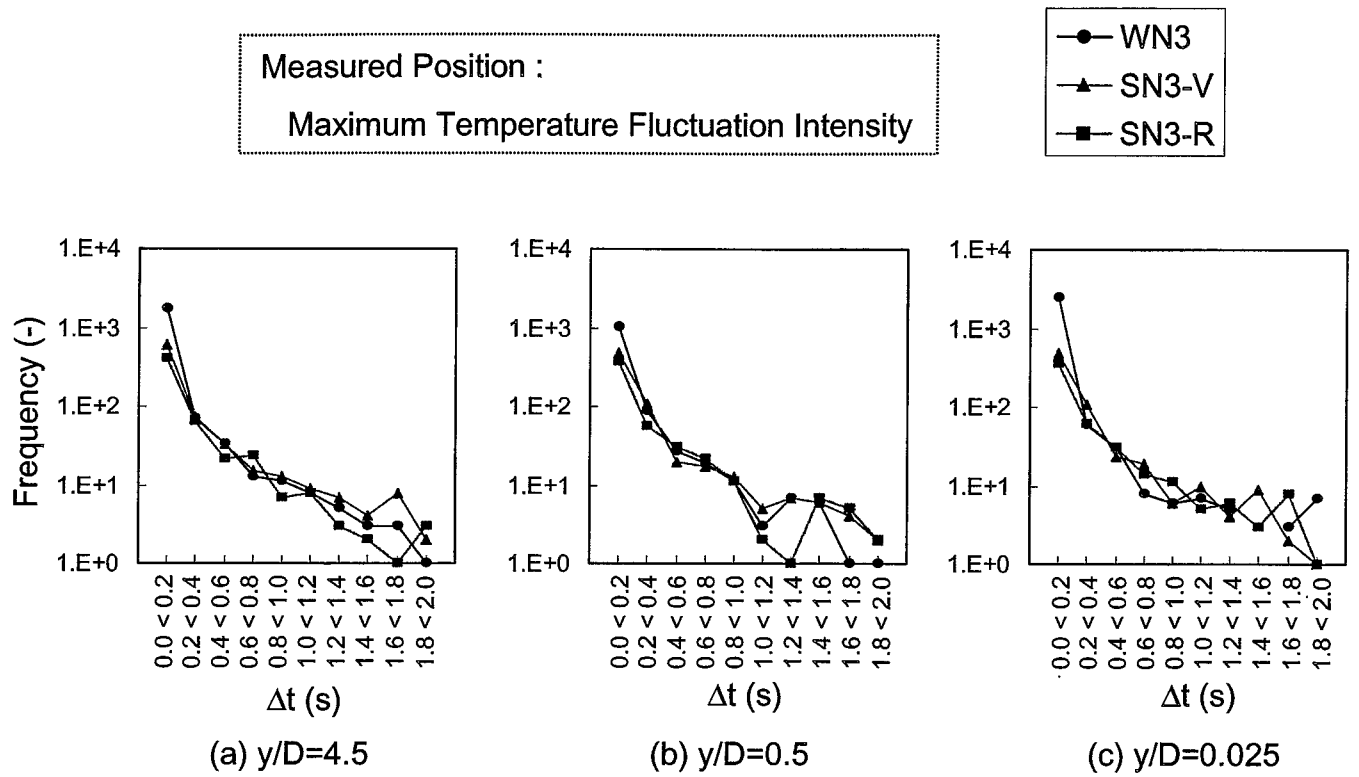 Measured Position :
Maximum Temperature Fluctuation Intensity
WN3
SN3-V
SN3-R
Frequency (-)
1.E+4
1.E+3
1.E+2
1.E+1
1.E+0
0.0 < 0.2
0.2 < 0.4
0.4 < 0.6
0.6 < 0.8
0.8 < 1.0
1.0 < 1.2
1.2 < 1.4
1.4 < 1.6
1.6 < 1.8
1.8 < 2.0
Δt (s)
(a) y/D=4.5
1.E+4
1.E+3
1.E+2
1.E+1
1.E+0
0.0 < 0.2
0.2 < 0.4
0.4 < 0.6
0.6 < 0.8
0.8 < 1.0
1.0 < 1.2
1.2 < 1.4
1.4 < 1.6
1.6 < 1.8
1.8 < 2.0
Δt (s)
(b) y/D=0.5
1.E+4
1.E+3
1.E+2
1.E+1
1.E+0
0.0 < 0.2
0.2 < 0.4
0.4 < 0.6
0.6 < 0.8
0.8 < 1.0
1.0 < 1.2
1.2 < 1.4
1.4 < 1.6
1.6 < 1.8
1.8 < 2.0
Δt (s)
(c) y/D=0.025